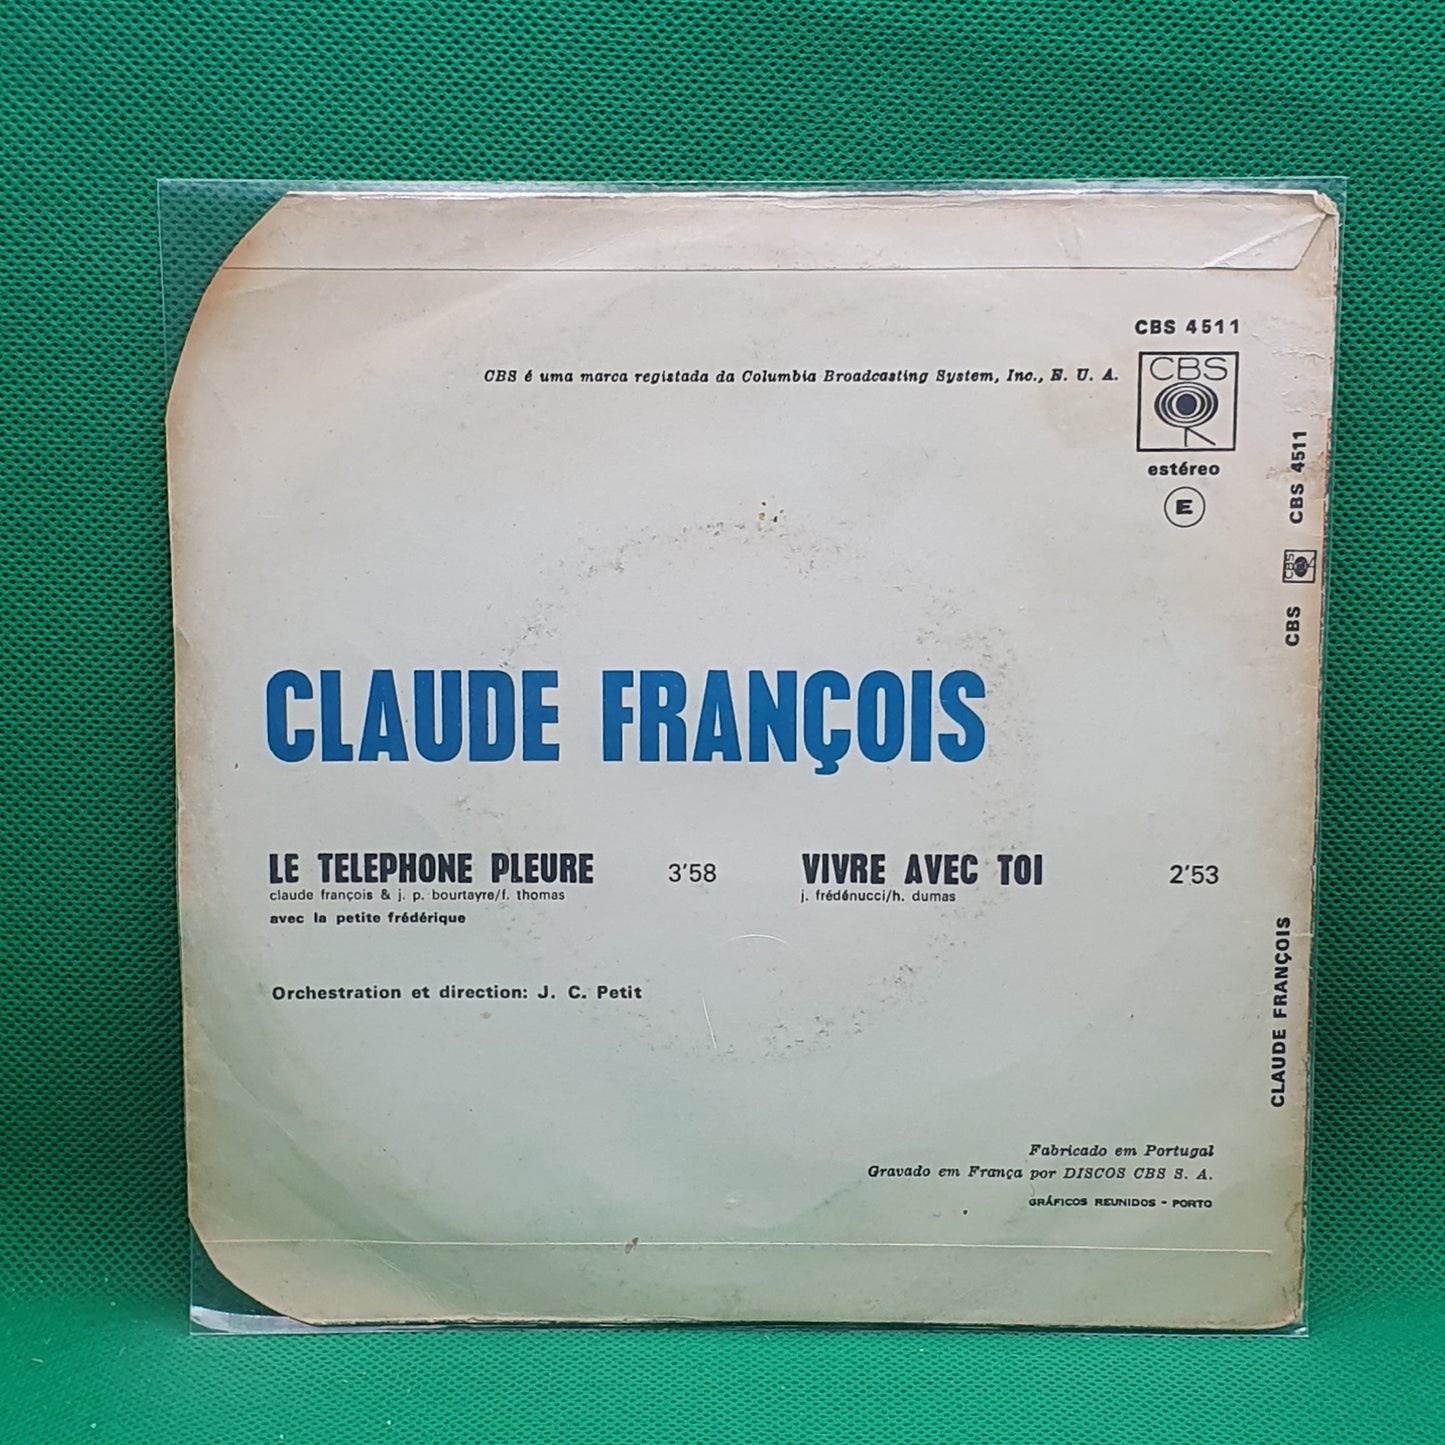 CBS 4511
CBS é uma marca registada da Columbia Broadcasting System, Inc., E. U. A.
CBS
estéreo
E
CLAUDE FRANÇOIS
LE TELEPHONE PLEURE 3'58
claude françois & j. p. bourtayre/f. thomas
avec la petite frédérique
VIVRE AVEC TOI 2'53
j. frédénucci/h. dumas
Orchestration et direction: J. C. Petit
Fabricado em Portugal
Gravado em França por DISCOS CBS S. A.
GRÁFICOS REUNIDOS - PORTO
CLAUDE FRANÇOIS CBS CBS CBS 4511